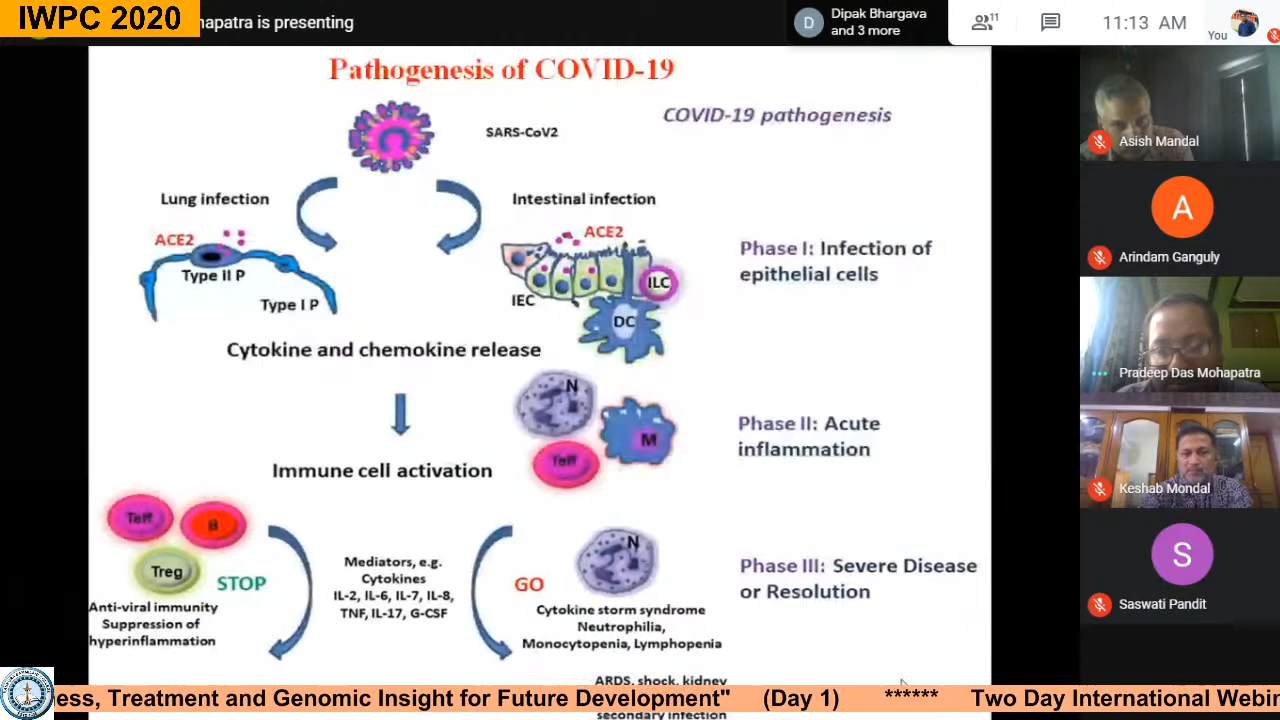 IWPC 2020
hapatra is presenting
D
Dipak Bhargava
and 3 more
11
11:13 AM
You
Pathogenesis of COVID-19
COVID-19 pathogenesis
SARS-CoV2
Lung infection
Intestinal infection
ACE2
ACE2
Type II P
Type I P
IEC
ILC
DC
Phase I: Infection of
epithelial cells
Cytokine and chemokine release
N
M
Teff
Phase II: Acute
inflammation
Immune cell activation
Teff
B
Treg
STOP
Anti-viral immunity
Suppression of
hyperinflammation
Mediators, e.g.
Cytokines
IL-2, IL-6, IL-7, IL-8,
TNF, IL-17, G-CSF
GO
N
Cytokine storm syndrome
Neutrophilia,
Monocytopenia, Lymphopenia
Phase III: Severe Disease
or Resolution
ARDS, shock, kidney
secondary infection
Asish Mandal
A
Arindam Ganguly
Pradeep Das Mohapatra
Keshab Mondal
S
Saswati Pandit
ess, Treatment and Genomic Insight for Future Development" (Day 1) ****** Two Day International Webin